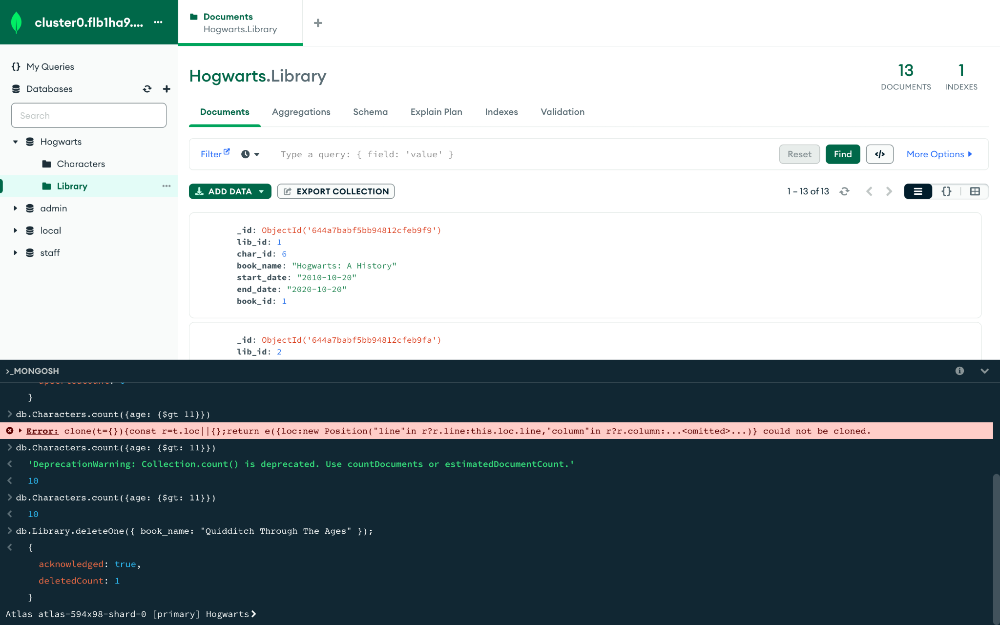 cluster0.flb1ha9....
Documents
Hogwarts.Library
My Queries
Databases
Search
Hogwarts
Characters
Library
admin
local
staff
Hogwarts.Library
13
DOCUMENTS
1
INDEXES
Documents Aggregations Schema Explain Plan Indexes Validation
Filter Type a query: { field: 'value' } Reset Find </> More Options
ADD DATA EXPORT COLLECTION 1 – 13 of 13 {}
_id: ObjectId('644a7babf5bb94812cfeb9f9')
lib_id: 1
char_id: 6
book_name: "Hogwarts: A History"
start_date: "2010-10-20"
end_date: "2020-10-20"
book_id: 1
_id: ObjectId('644a7babf5bb94812cfeb9fa')
lib_id: 2
>_MONGOSH
}
db.Characters.count({age: {$gt 11}})
Error: clone(t={}){const r=t.loc||{};return e({loc:new Position("line"in r?r.line:this.loc.line,"column"in r?r.column:...<omitted>...)} could not be cloned.
db.Characters.count({age: {$gt: 11}})
'DeprecationWarning: Collection.count() is deprecated. Use countDocuments or estimatedDocumentCount.'
10
db.Characters.count({age: {$gt: 11}})
10
db.Library.deleteOne({ book_name: "Quidditch Through The Ages" });
{
acknowledged: true,
deletedCount: 1
}
Atlas atlas-594x98-shard-0 [primary] Hogwarts>